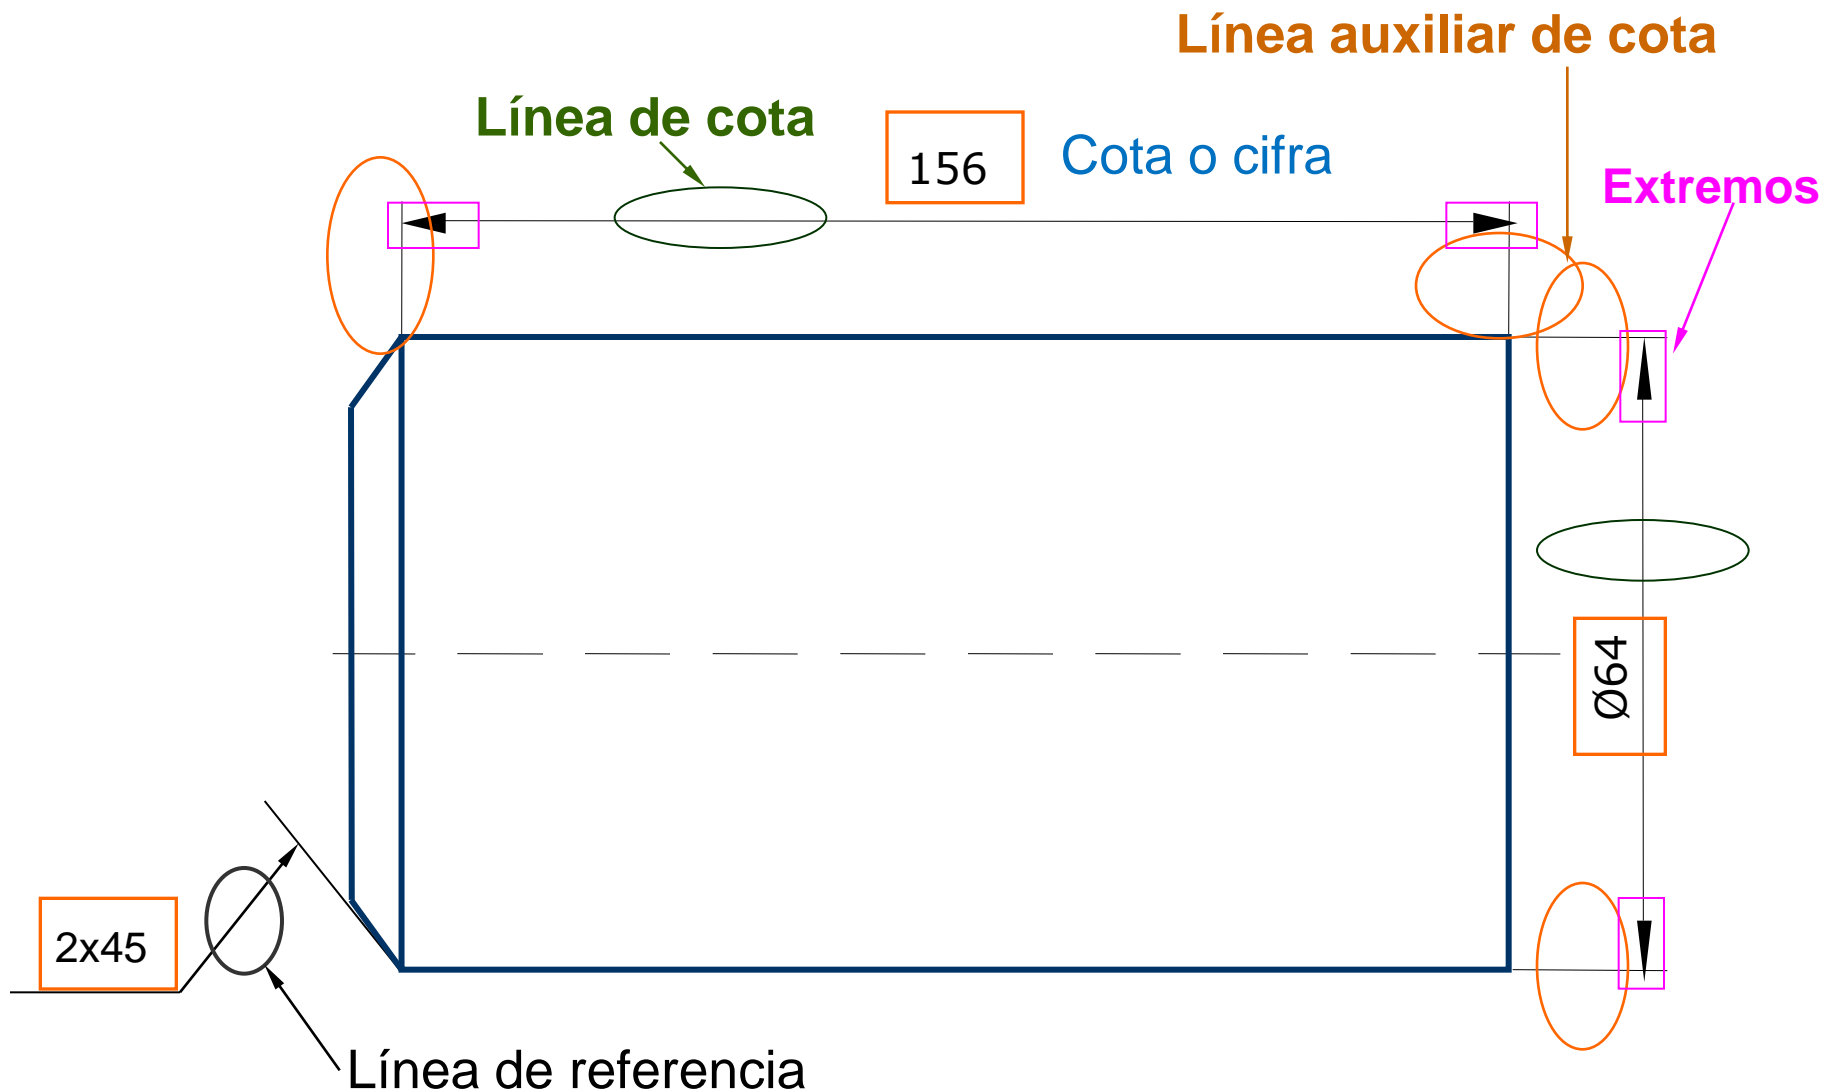 Línea auxiliar de cota
Línea de cota
156
Cota o cifra
Extremos
Ø64
2x45
Línea de referencia